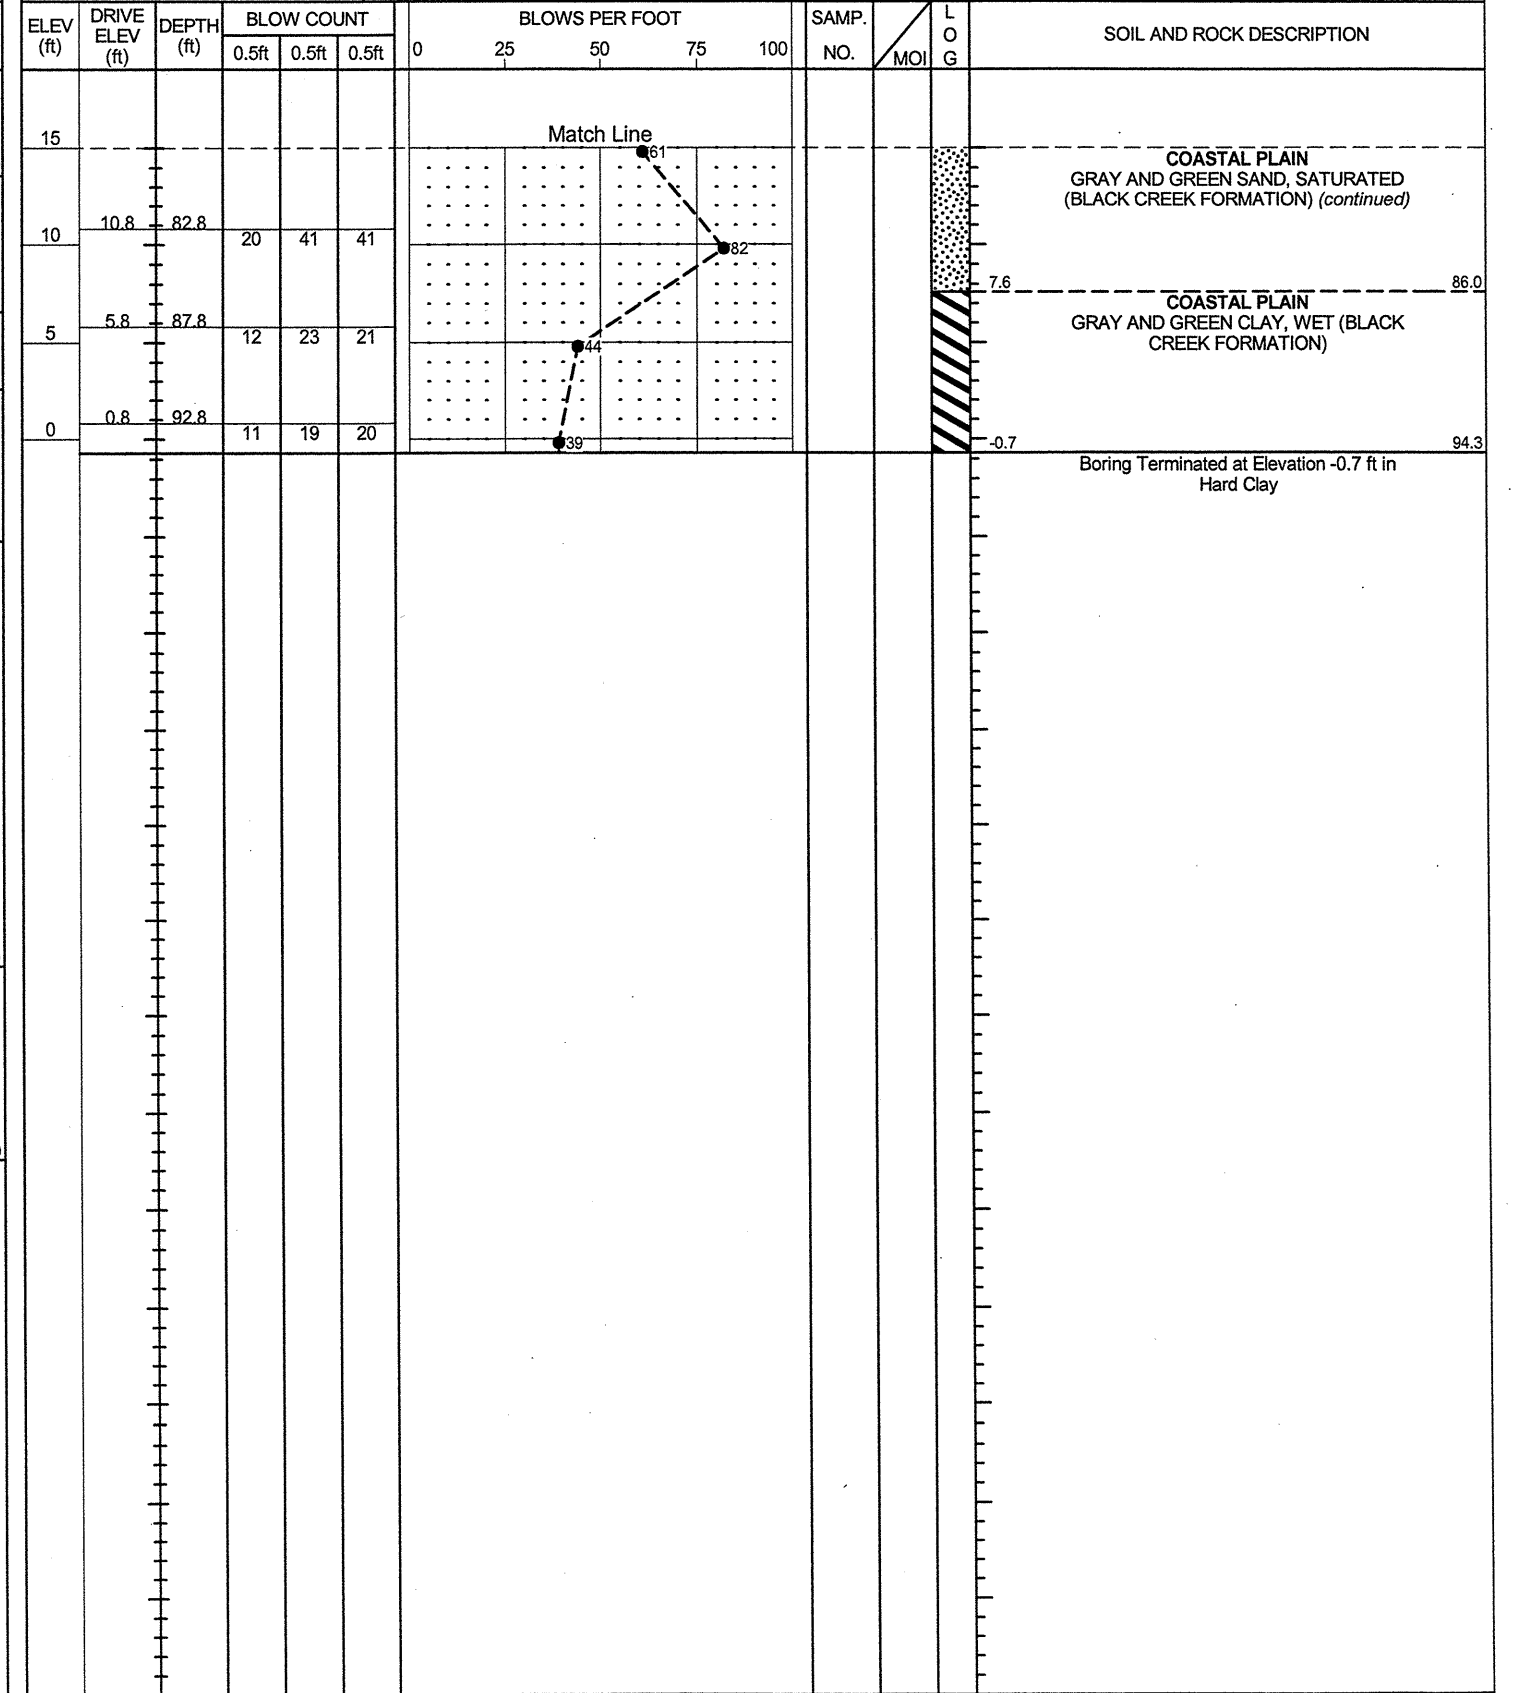 ELEV (ft) DRIVE ELEV (ft) DEPTH (ft) BLOW COUNT BLOWS PER FOOT SAMP. NO. MOI LOG SOIL AND ROCK DESCRIPTION
0.5ft 0.5ft 0.5ft 0 25 50 75 100
Match Line
15 61
COASTAL PLAIN
GRAY AND GREEN SAND, SATURATED
(BLACK CREEK FORMATION) (continued)
10.8 82.8
10 20 41 41 82
7.6 86.0
COASTAL PLAIN
GRAY AND GREEN CLAY, WET (BLACK
CREEK FORMATION)
5.8 87.8
5 12 23 21 44
0.8 92.8
0 11 19 20 39
-0.7 94.3
Boring Terminated at Elevation -0.7 ft in
Hard Clay